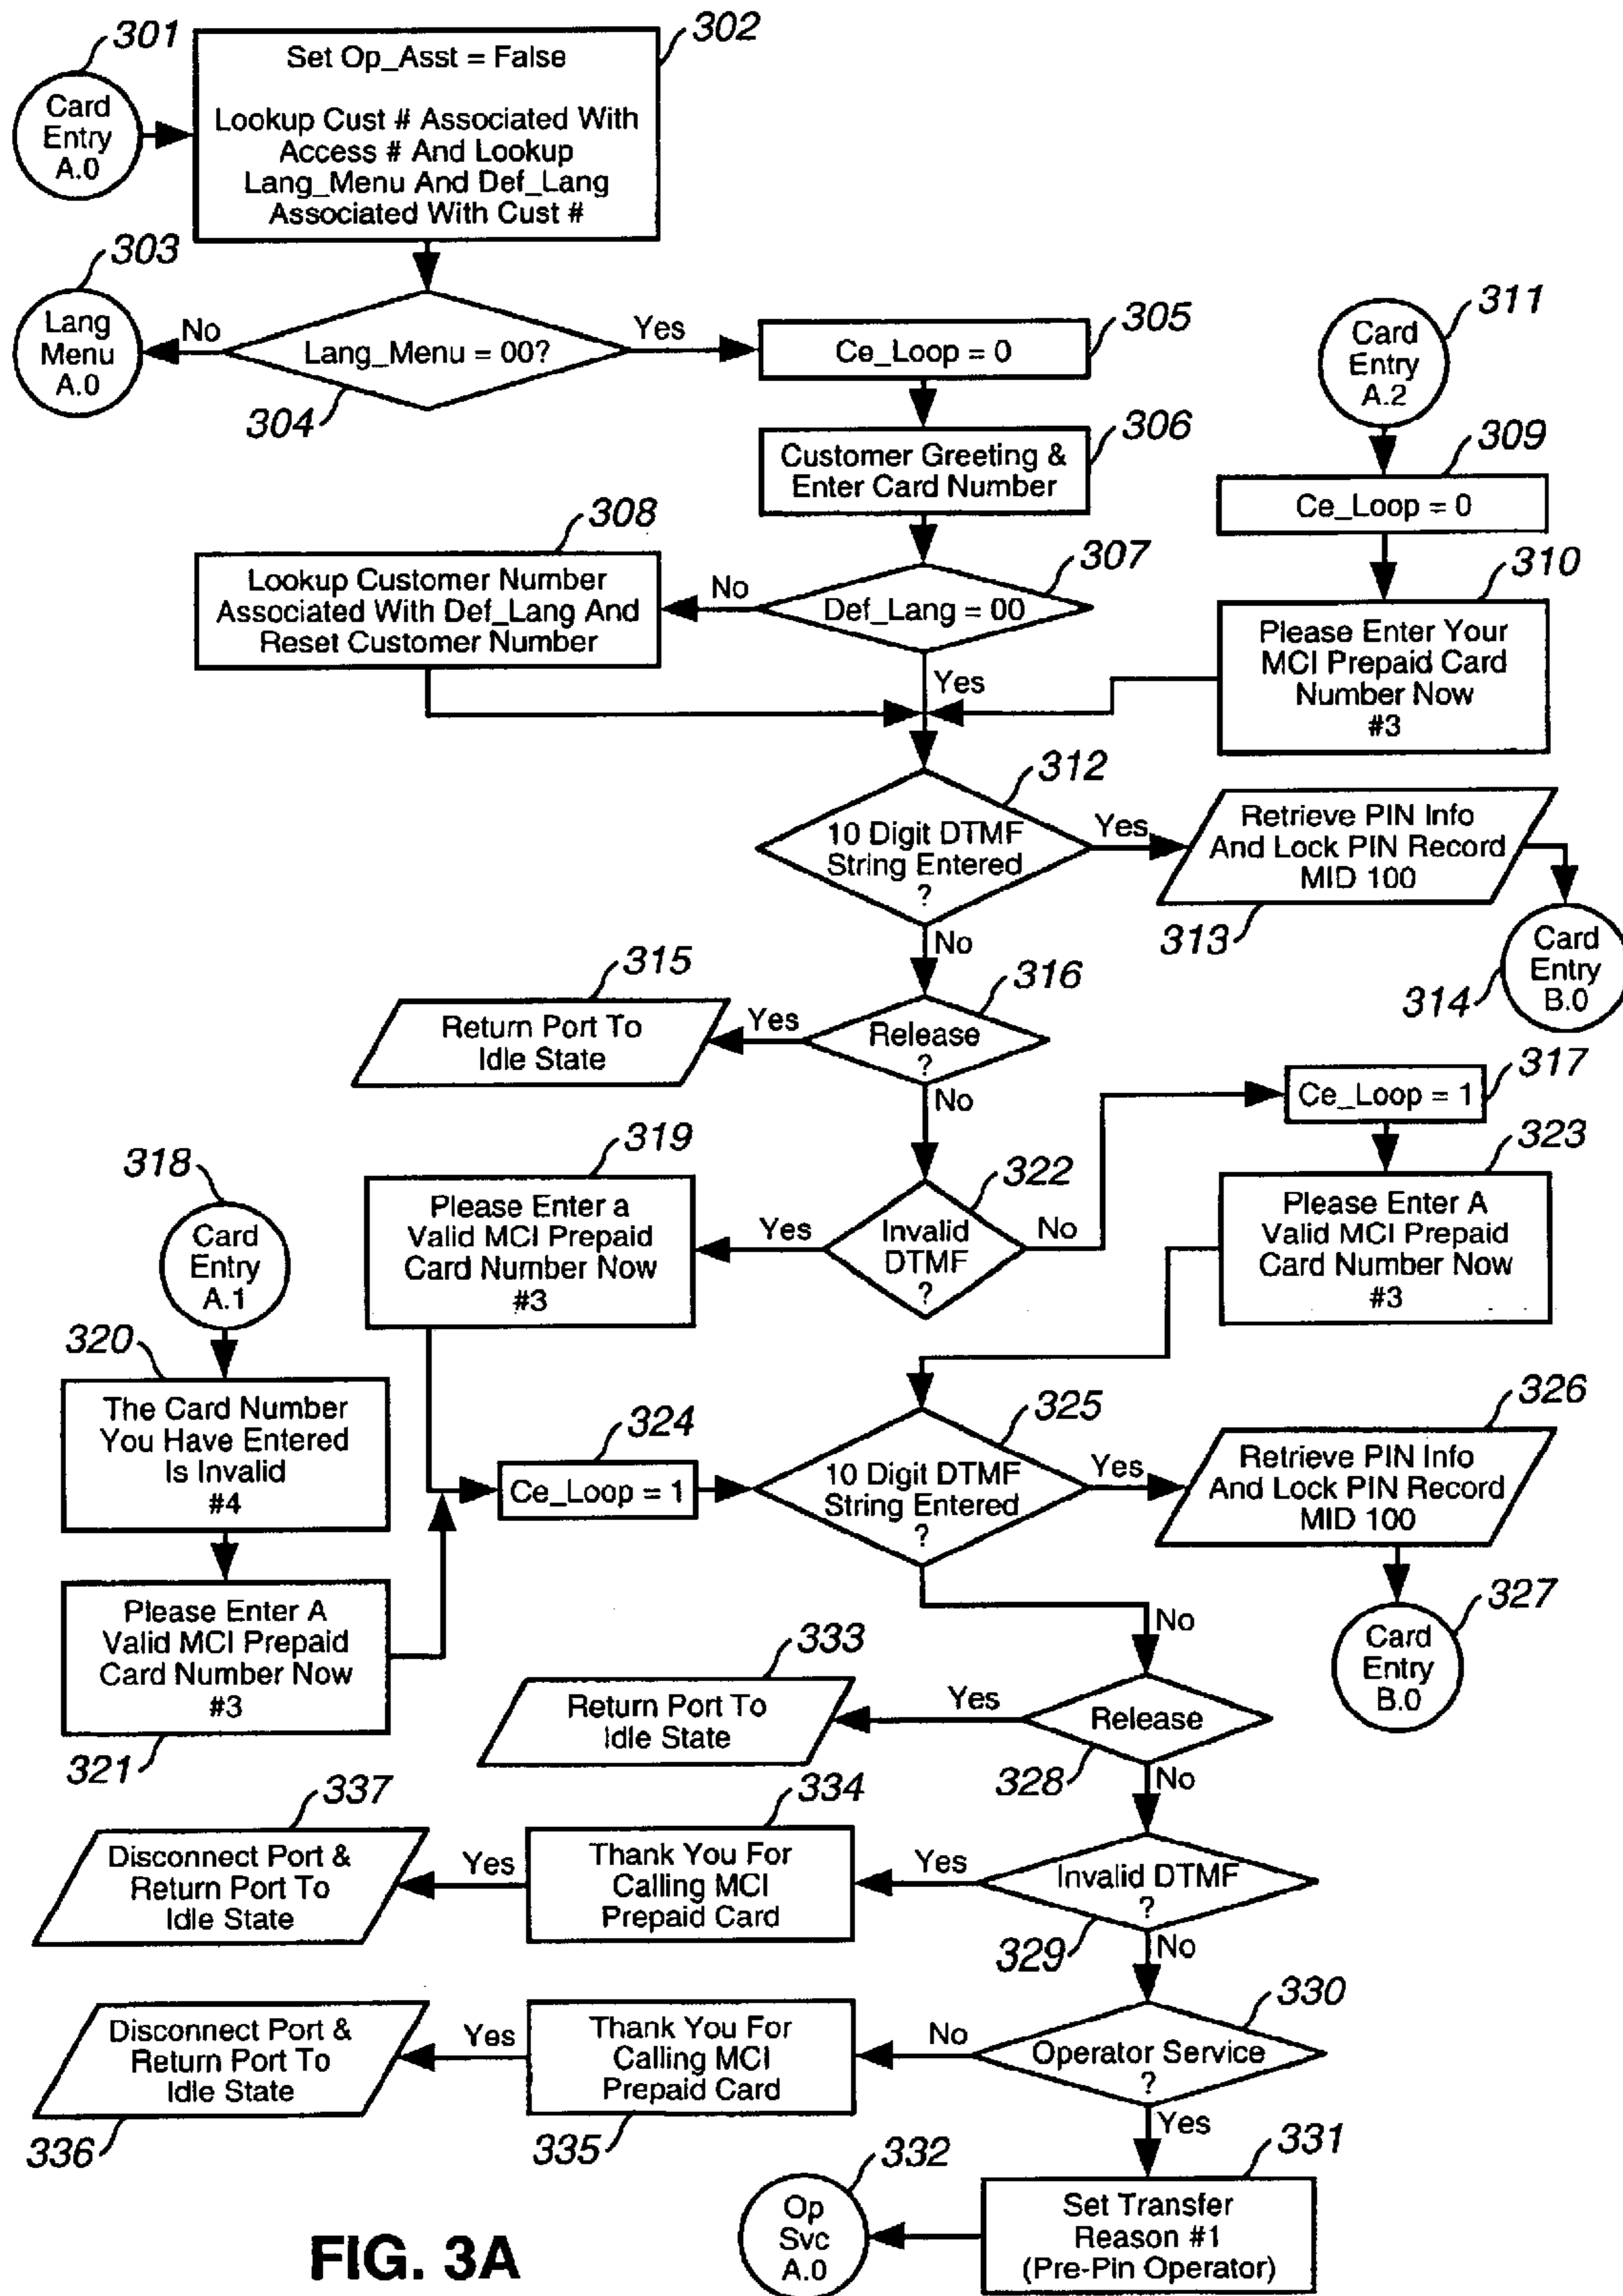 301
Card
Entry
A.0
302
Set Op_Asst = False
Lookup Cust # Associated With
Access # And Lookup
Lang_Menu And Def_Lang
Associated With Cust #
303
Lang
Menu
A.0
No
Lang_Menu = 00?
304
Yes
305
Ce_Loop = 0
306
Customer Greeting &
Enter Card Number
311
Card
Entry
A.2
309
Ce_Loop = 0
310
Please Enter Your
MCI Prepaid Card
Number Now
#3
308
Lookup Customer Number
Associated With Def_Lang And
Reset Customer Number
No
307
Def_Lang = 00
Yes
312
10 Digit DTMF
String Entered
?
Yes
Retrieve PIN Info
And Lock PIN Record
MID 100
313
Card
Entry
B.0
314
No
315
Return Port To
Idle State
Yes
316
Release
?
No
317
Ce_Loop = 1
323
Please Enter A
Valid MCI Prepaid
Card Number Now
#3
318
Card
Entry
A.1
319
Please Enter a
Valid MCI Prepaid
Card Number Now
#3
Yes
322
Invalid
DTMF
?
No
320
The Card Number
You Have Entered
Is Invalid
#4
324
Ce_Loop = 1
325
10 Digit DTMF
String Entered
?
Yes
326
Retrieve PIN Info
And Lock PIN Record
MID 100
327
Card
Entry
B.0
Please Enter A
Valid MCI Prepaid
Card Number Now
#3
321
No
333
Return Port To
Idle State
Yes
Release
328
No
337
Disconnect Port &
Return Port To
Idle State
Yes
334
Thank You For
Calling MCI
Prepaid Card
Yes
Invalid DTMF
?
329
No
Disconnect Port &
Return Port To
Idle State
336
Yes
Thank You For
Calling MCI
Prepaid Card
335
No
330
Operator Service
?
Yes
331
Set Transfer
Reason #1
(Pre-Pin Operator)
332
Op
Svc
A.0
FIG. 3A